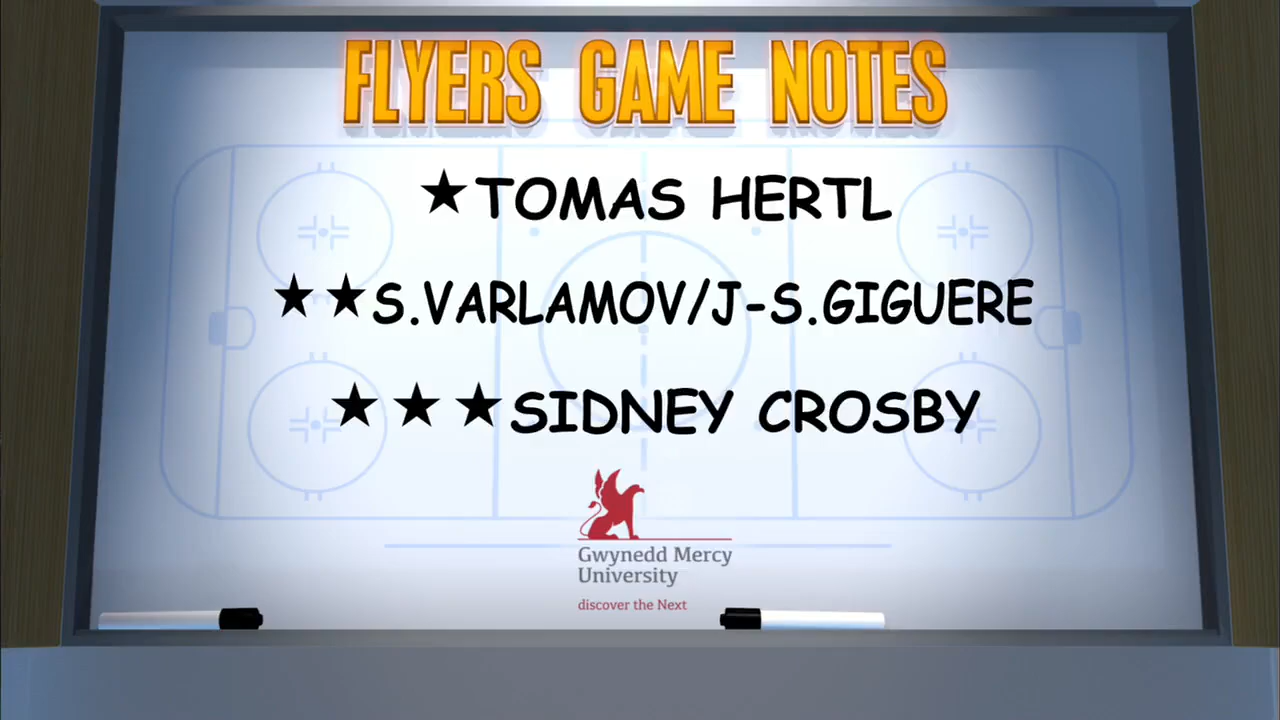 FLYERS GAME NOTES
★TOMAS HERTL
★★S.VARLAMOV/J-S.GIGUERE
★★★SIDNEY CROSBY
Gwynedd Mercy
University
discover the Next